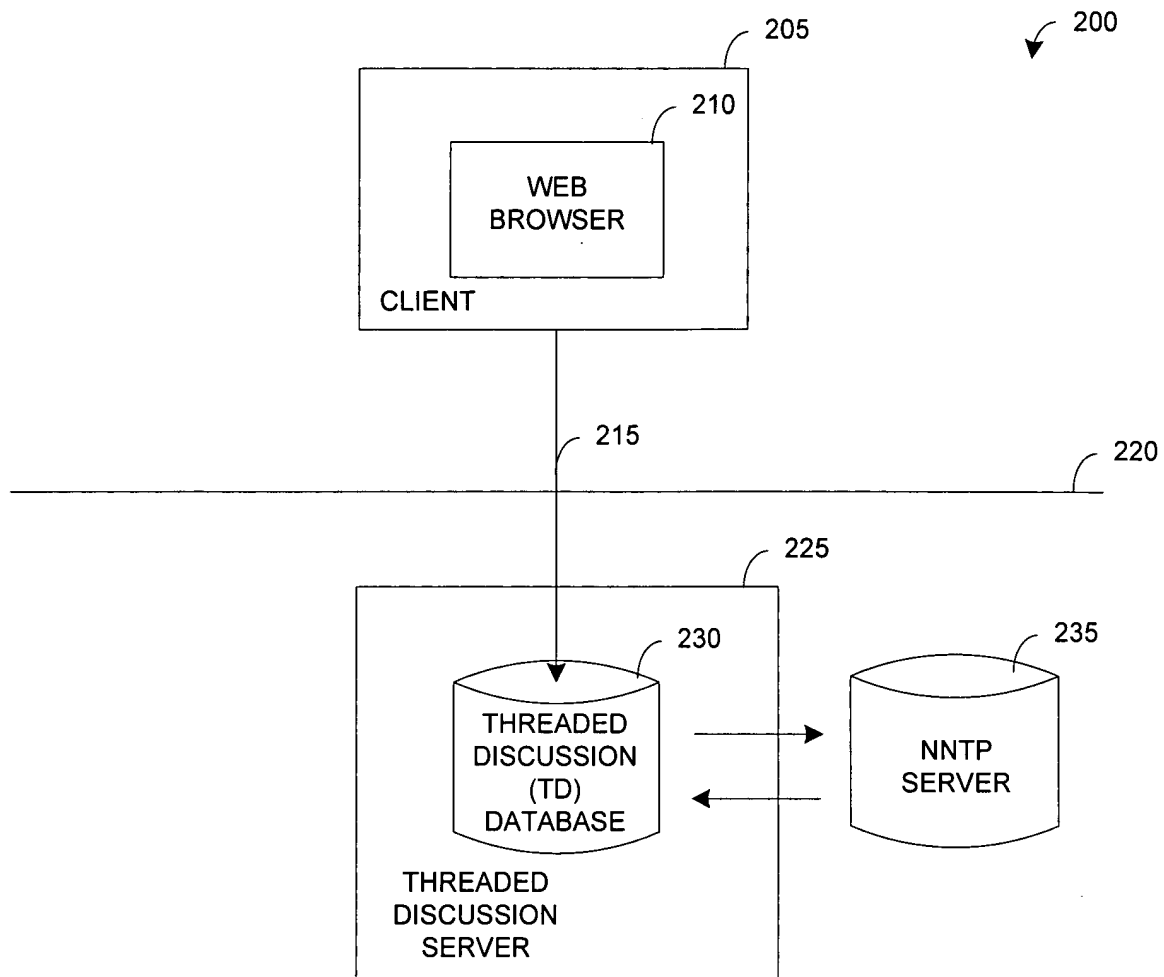 200
205
210
WEB
BROWSER
CLIENT
215
220
225
230
235
THREADED
DISCUSSION
(TD)
DATABASE
NNTP
SERVER
THREADED
DISCUSSION
SERVER